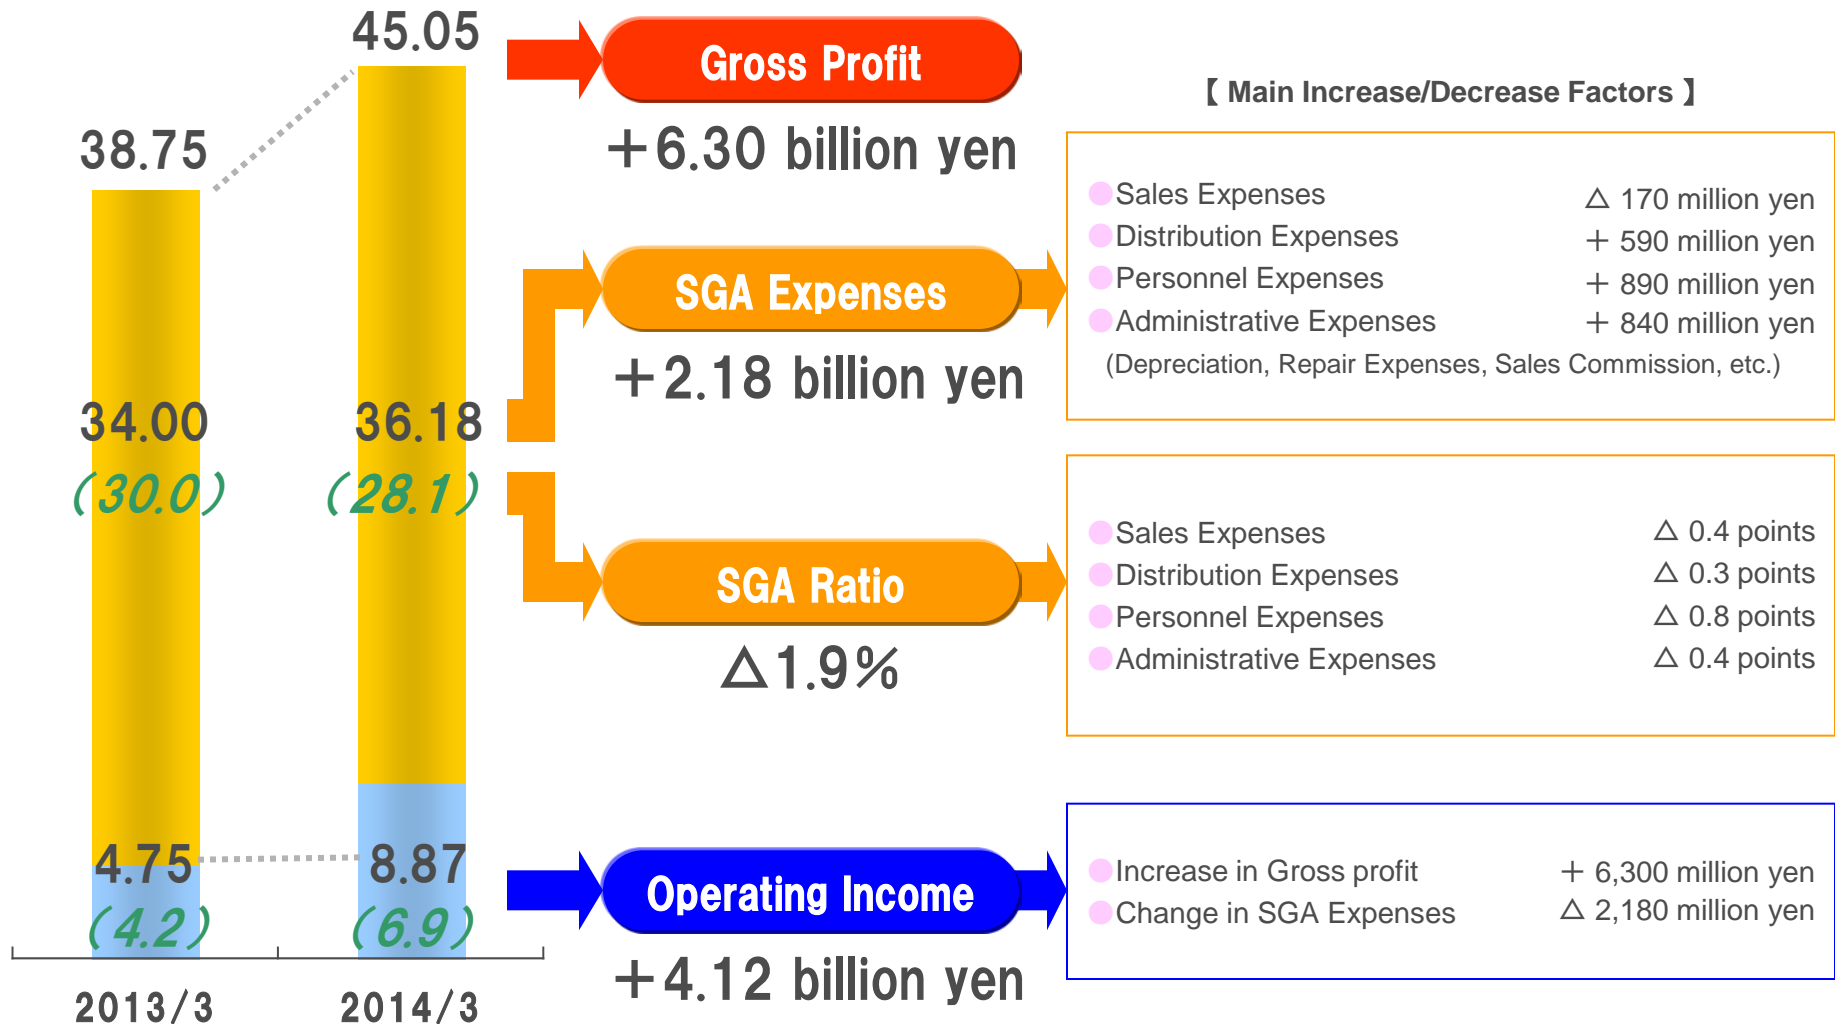 45.05
38.75
34.00
(30.0)
36.18
(28.1)
4.75
(4.2)
8.87
(6.9)
2013/3
2014/3
Gross Profit
+6.30 billion yen
SGA Expenses
+2.18 billion yen
SGA Ratio
△1.9%
Operating Income
+4.12 billion yen
【 Main Increase/Decrease Factors 】
Sales Expenses △ 170 million yen
Distribution Expenses + 590 million yen
Personnel Expenses + 890 million yen
Administrative Expenses + 840 million yen
(Depreciation, Repair Expenses, Sales Commission, etc.)
Sales Expenses △ 0.4 points
Distribution Expenses △ 0.3 points
Personnel Expenses △ 0.8 points
Administrative Expenses △ 0.4 points
Increase in Gross profit + 6,300 million yen
Change in SGA Expenses △ 2,180 million yen